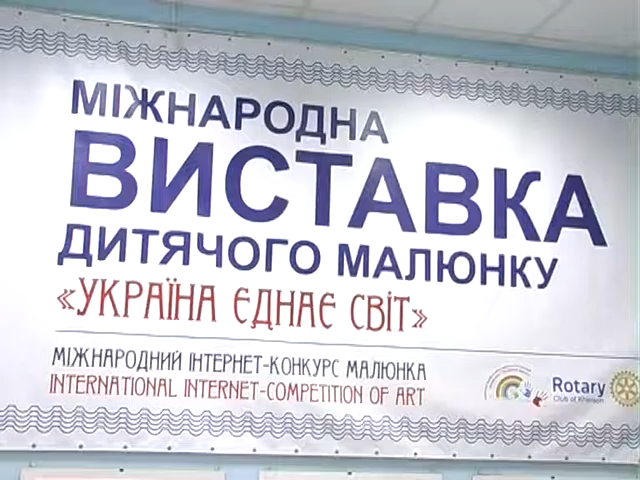 МІЖНАРОДНА
ВИСТАВКА
ДИТЯЧОГО МАЛЮНКУ
«УКРАЇНА ЄДНАЄ СВІТ»
МІЖНАРОДНИЙ ІНТЕРНЕТ-КОНКУРС МАЛЮНКА
INTERNATIONAL INTERNET-COMPETITION OF ART
Rotary
Club of Kherson